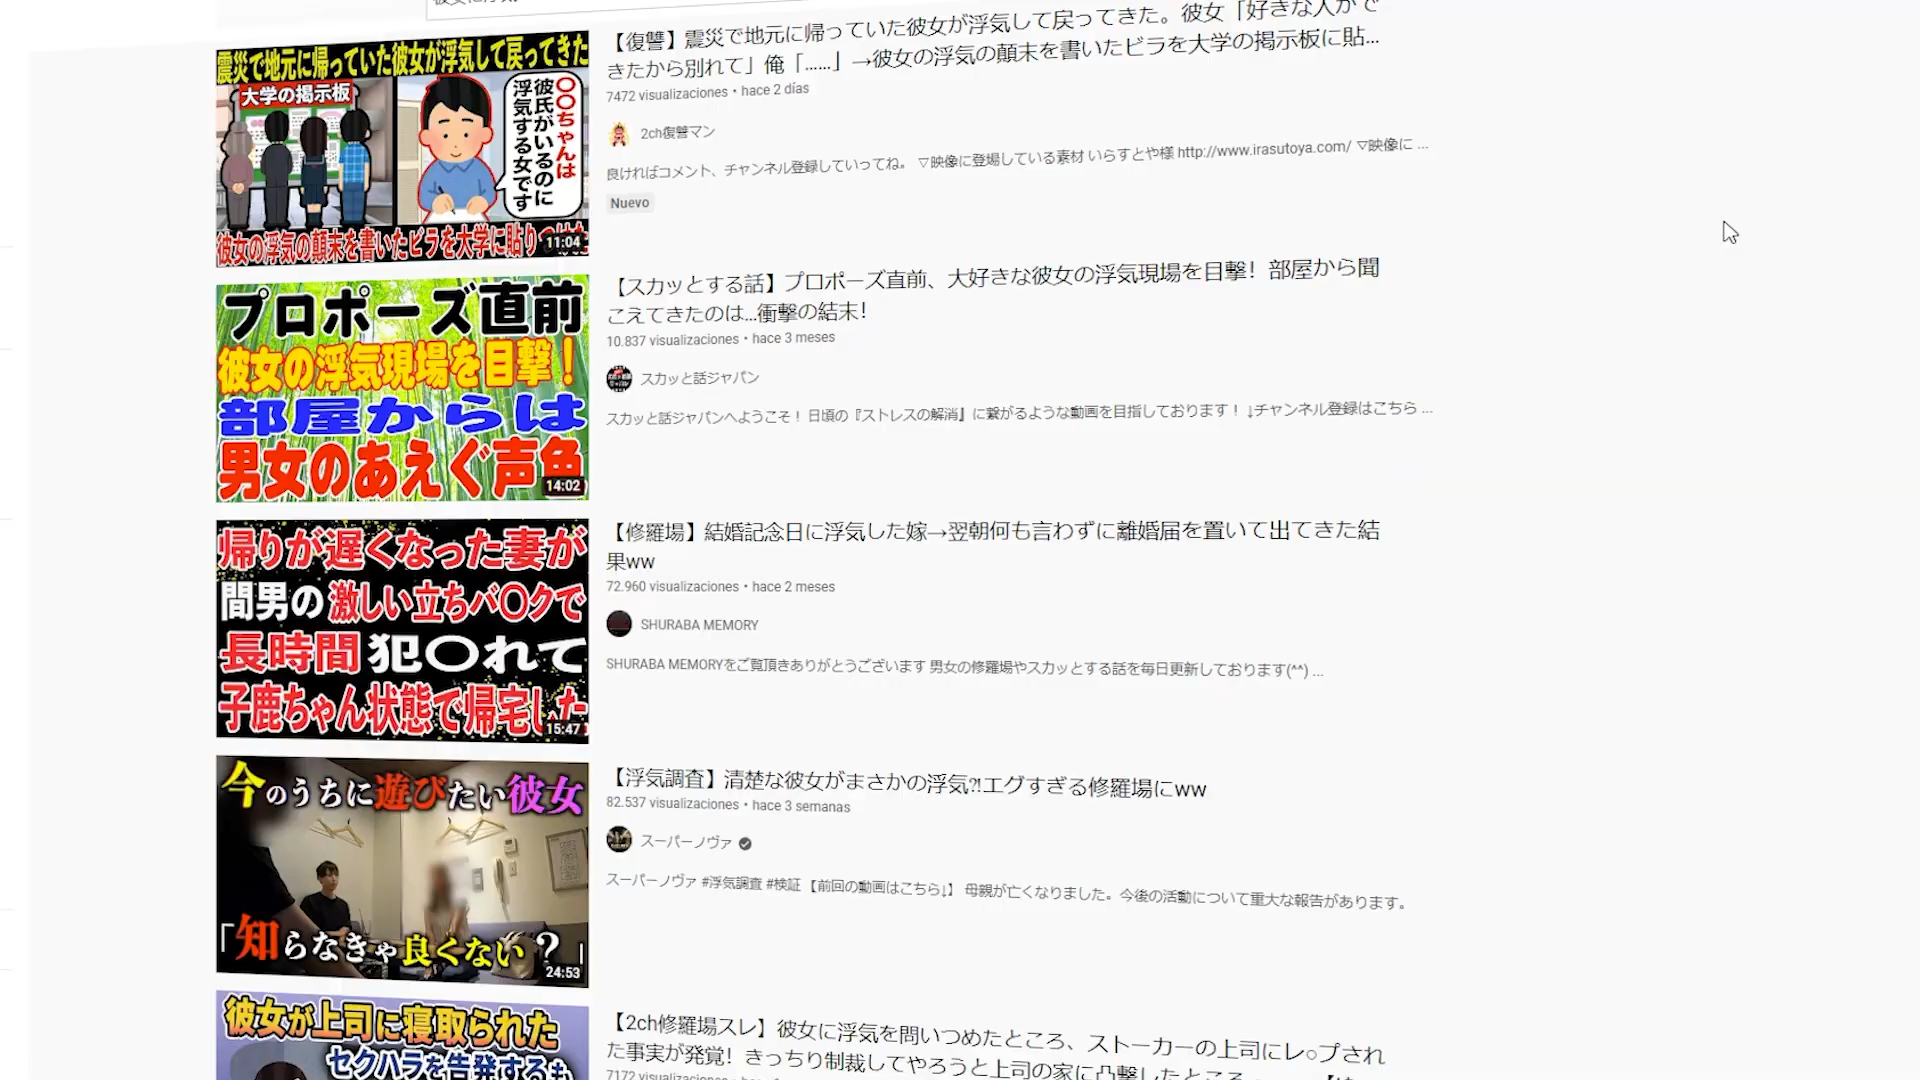 【復讐】震災で地元に帰っていた彼女が浮気して戻ってきた。彼女「好きな人がで
きたから別れて」俺「......」→彼女の浮気の顛末を書いたビラを大学の掲示板に貼...
7472 visualizaciones • hace 2 días
2ch復讐マン
良ければコメント、チャンネル登録していってね。 ▽映像に登場している素材 いらすとや様 http://www.irasutoya.com/ ▽映像に ...
Nuevo
震災で地元に帰っていた彼女が浮気して戻ってきた
大学の掲示板
〇〇ちゃんは
彼氏がいるのに
浮気する女です
彼女の浮気の顛末を書いたビラを大学に貼り
11:04
【スカッとする話】プロポーズ直前、大好きな彼女の浮気現場を目撃！部屋から聞
こえてきたのは...衝撃の結末！
10.837 visualizaciones • hace 3 meses
スカッと話ジャパン
スカッと話ジャパンへようこそ！ 日頃の『ストレスの解消』に繋がるような動画を目指しております！ ↓チャンネル登録はこちら ...
プロポーズ直前
彼女の浮気現場を目撃！
部屋からは
男女のあえぐ声色
14:02
【修羅場】結婚記念日に浮気した嫁→翌朝何も言わずに離婚届を置いて出てきた結
果ww
72.960 visualizaciones • hace 2 meses
SHURABA MEMORY
SHURABA MEMORYをご覧頂きありがとうございます 男女の修羅場やスカッとする話を毎日更新しております(^^) ...
帰りが遅くなった妻が
間男の激しい立ちバ〇クで
長時間犯〇れて
子鹿ちゃん状態で帰宅した
15:47
【浮気調査】清楚な彼女がまさかの浮気?!エグすぎる修羅場にww
82.537 visualizaciones • hace 3 semanas
スーパーノヴァ
スーパーノヴァ #浮気調査 #検証 【前回の動画はこちら↓】 母親が亡くなりました。今後の活動について重大な報告があります。
今のうちに遊びたい彼女
「知らなきゃ良くない？」
24:53
【2ch修羅場スレ】彼女に浮気を問いつめたところ、ストーカーの上司にレ○プされ
た事実が発覚！きっちり制裁してやろうと上司の家に凸撃したところ
7172 visualizaciones
彼女が上司に寝取られた
セクハラを告発するも